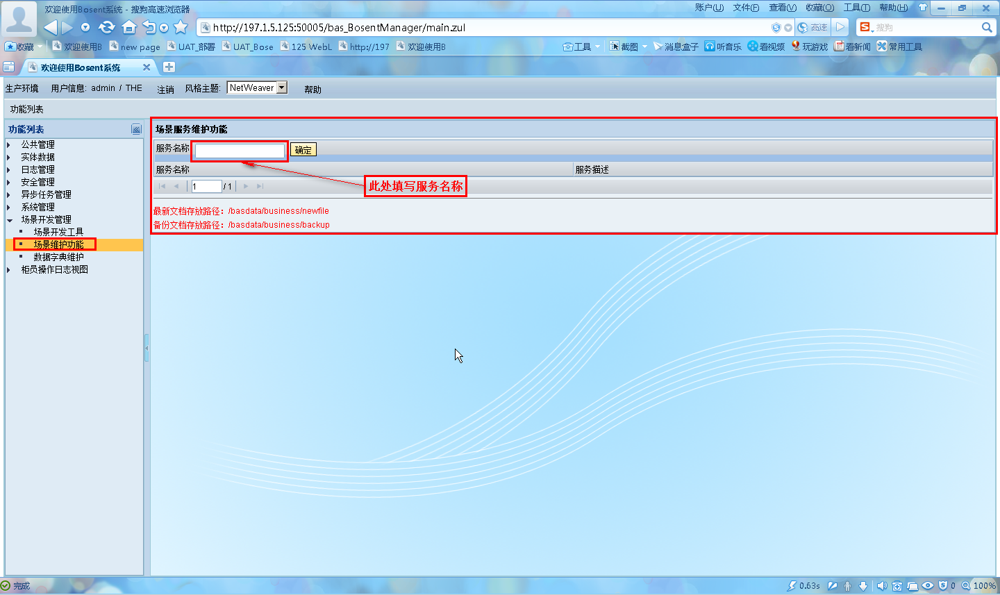 欢迎使用Bosent系统 - 搜狗高速浏览器
账户(U) 文件(F) 查看(V) 收藏(O) 工具(T) 帮助(H)
http://197.1.5.125:50005/bas_BosentManager/main.zul
高速
搜狗
收藏 欢迎使用B new page UAT_部署 UAT_Bose 125 WebL http://197 欢迎使用B 工具 截图 消息盒子 听音乐 看视频 玩游戏 看新闻 常用工具
欢迎使用Bosent系统
生产环境 用户信息: admin / THE 注销 风格主题: NetWeaver 帮助
功能列表
功能列表
公共管理
实体数据
日志管理
安全管理
异步任务管理
系统管理
场景开发管理
场景开发工具
场景维护功能
数据字典维护
柜员操作日志视图
场景服务维护功能
服务名称 确定
服务名称 服务描述
1 / 1
此处填写服务名称
最新文档存放路径：/basdata/business/newfile
备份文档存放路径：/basdata/business/backup
完成
0.63s 0 100%